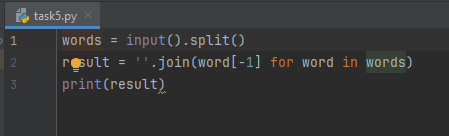 task5.py
1 words = input().split()
2 result = ''.join(word[-1] for word in words)
3 print(result)